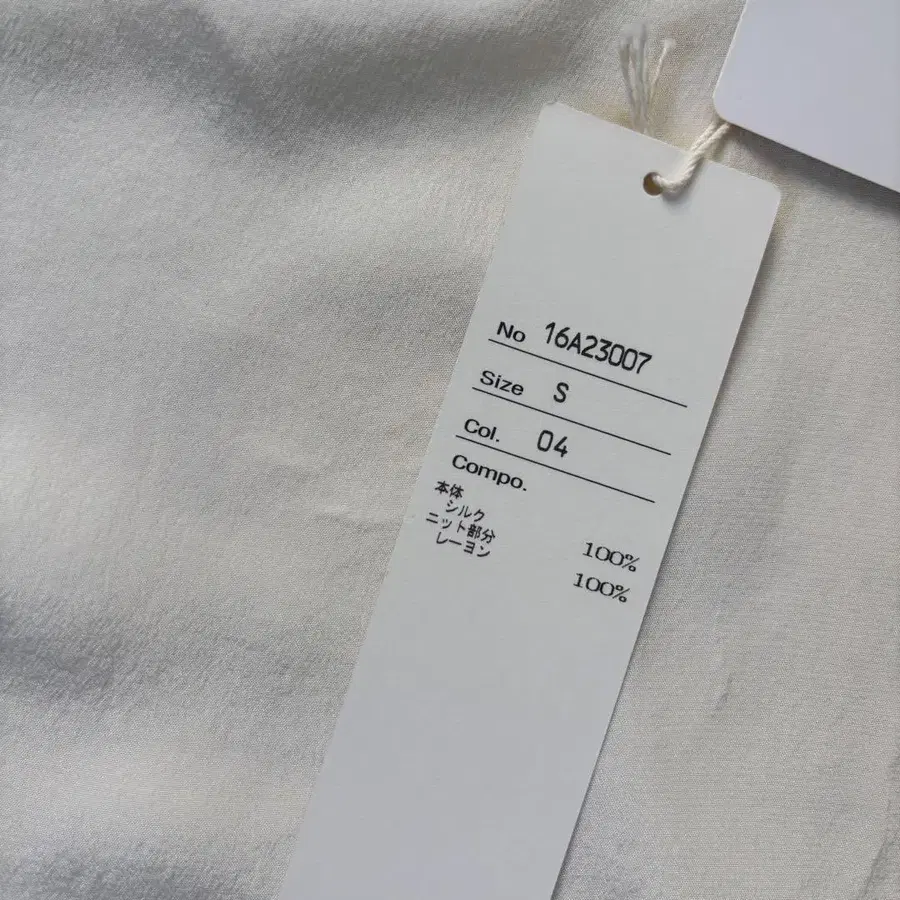 No 16A23007
Size S
Col. 04
Compo.
本体
シルク 100%
ニット部分
レーヨン 100%